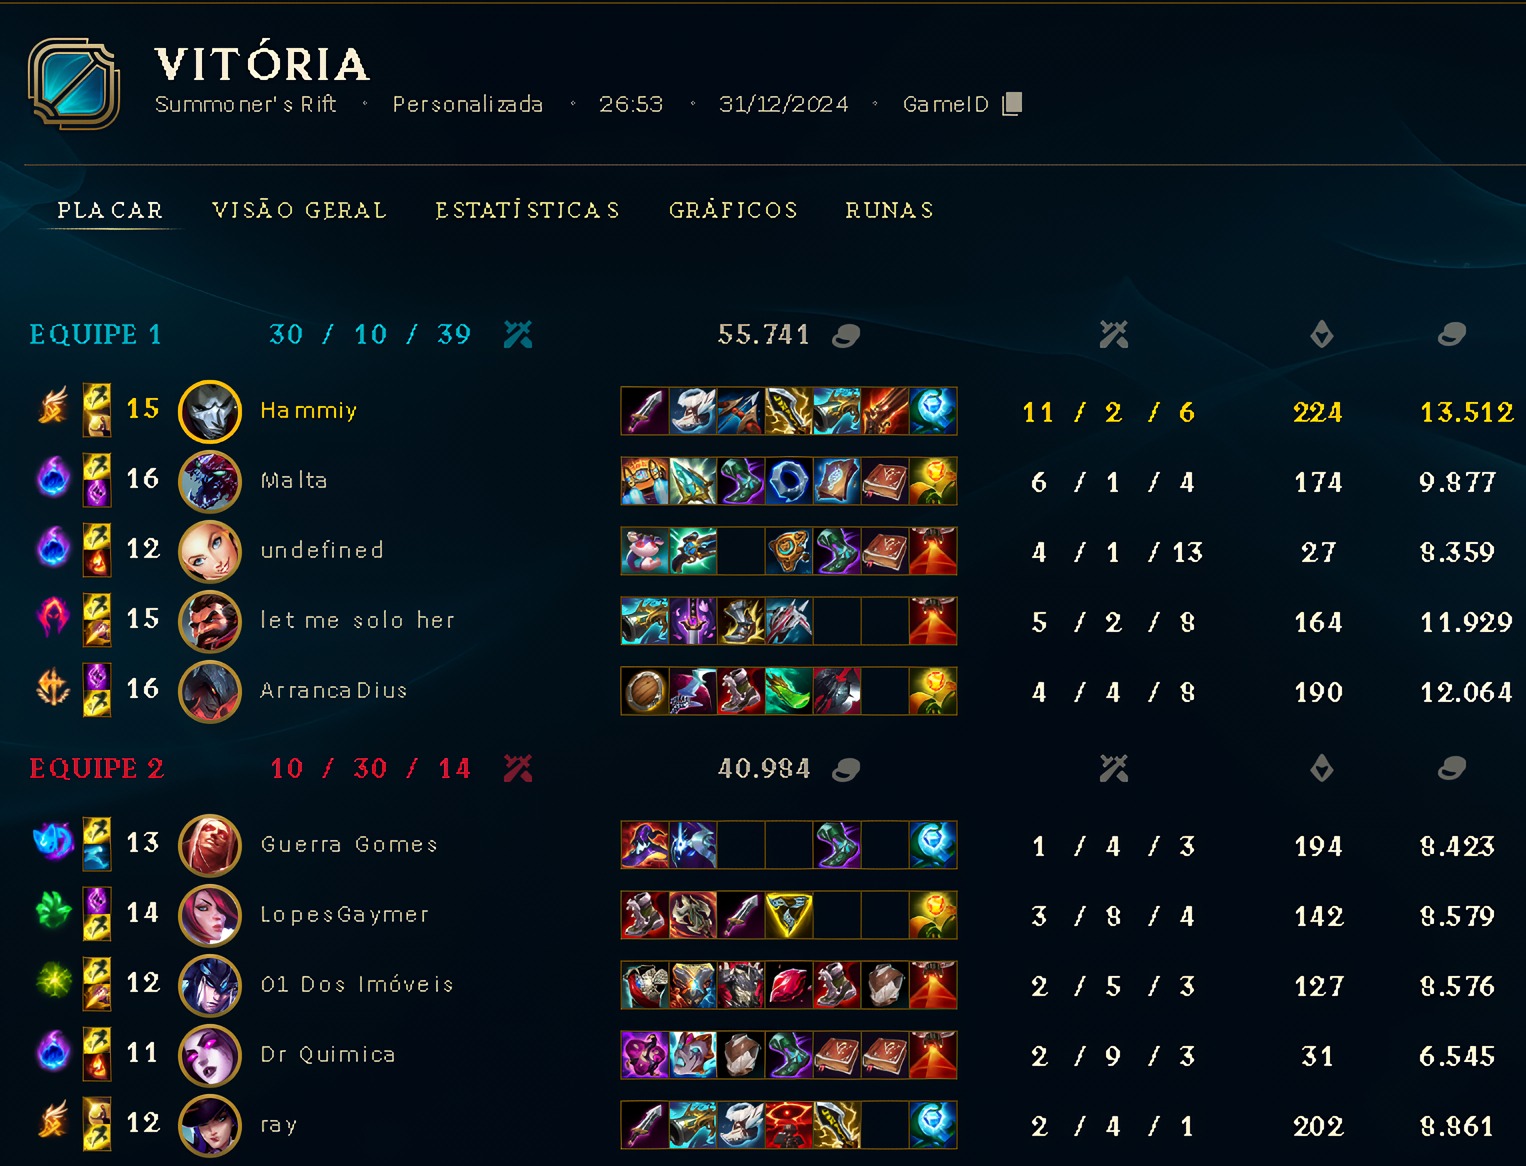 VITÓRIA
Summoner's Rift • Personalizada • 26:53 • 31/12/2024 • GameID
PLACAR VISÃO GERAL ESTATÍSTICAS GRÁFICOS RUNAS
EQUIPE 1 30 / 10 / 39 55.741
15 Hammiy 11 / 2 / 6 224 13.512
16 Malta 6 / 1 / 4 174 9.877
12 undefined 4 / 1 / 13 27 8.359
15 let me solo her 5 / 2 / 8 164 11.929
16 ArrancaDius 4 / 4 / 8 190 12.064
EQUIPE 2 10 / 30 / 14 40.984
13 Guerra Gomes 1 / 4 / 3 194 8.423
14 LopesGaymer 3 / 8 / 4 142 8.579
12 01 Dos Imóveis 2 / 5 / 3 127 8.576
11 Dr Quimica 2 / 9 / 3 31 6.545
12 ray 2 / 4 / 1 202 8.861